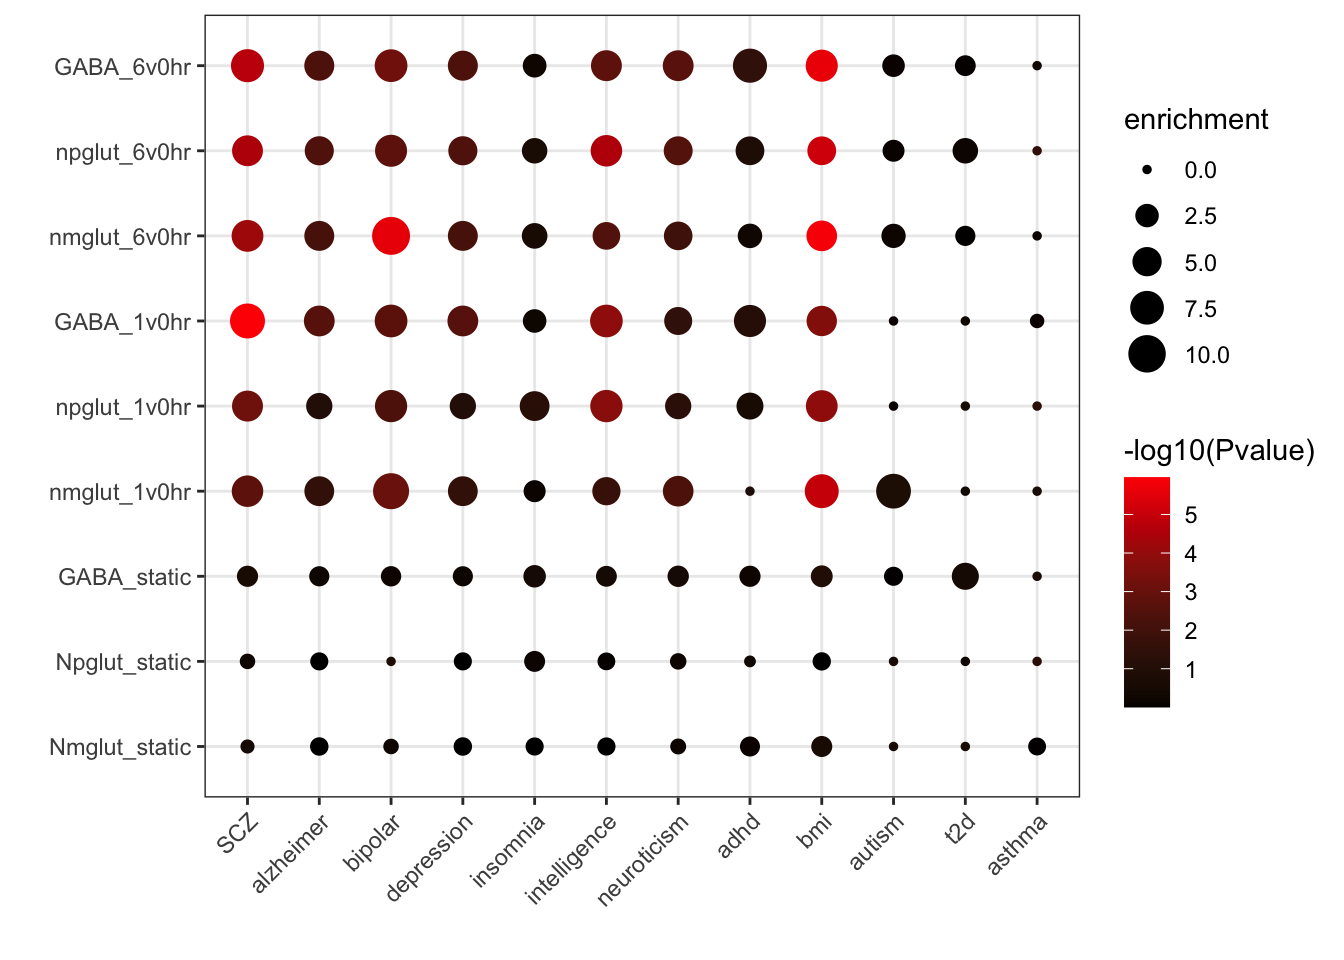 GABA_6v0hr
npglut_6v0hr
nmglut_6v0hr
GABA_1v0hr
npglut_1v0hr
nmglut_1v0hr
GABA_static
Npglut_static
Nmglut_static
SCZ
alzheimer
bipolar
depression
insomnia
intelligence
neuroticism
adhd
bmi
autism
t2d
asthma
enrichment
0.0
2.5
5.0
7.5
10.0
-log10(Pvalue)
5
4
3
2
1